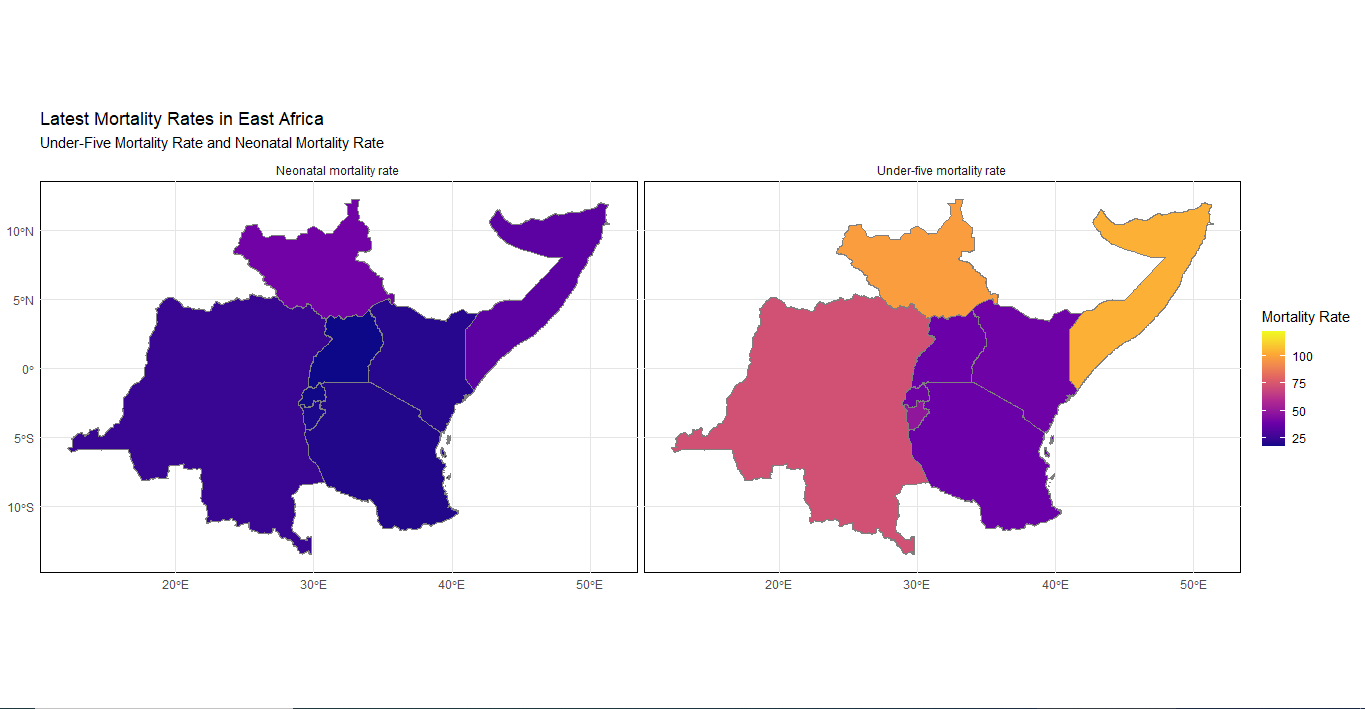 Latest Mortality Rates in East Africa
Under-Five Mortality Rate and Neonatal Mortality Rate
Neonatal mortality rate
Under-five mortality rate
10°N
5°N
0°
5°S
10°S
20°E
30°E
40°E
50°E
20°E
30°E
40°E
50°E
Mortality Rate
100
75
50
25